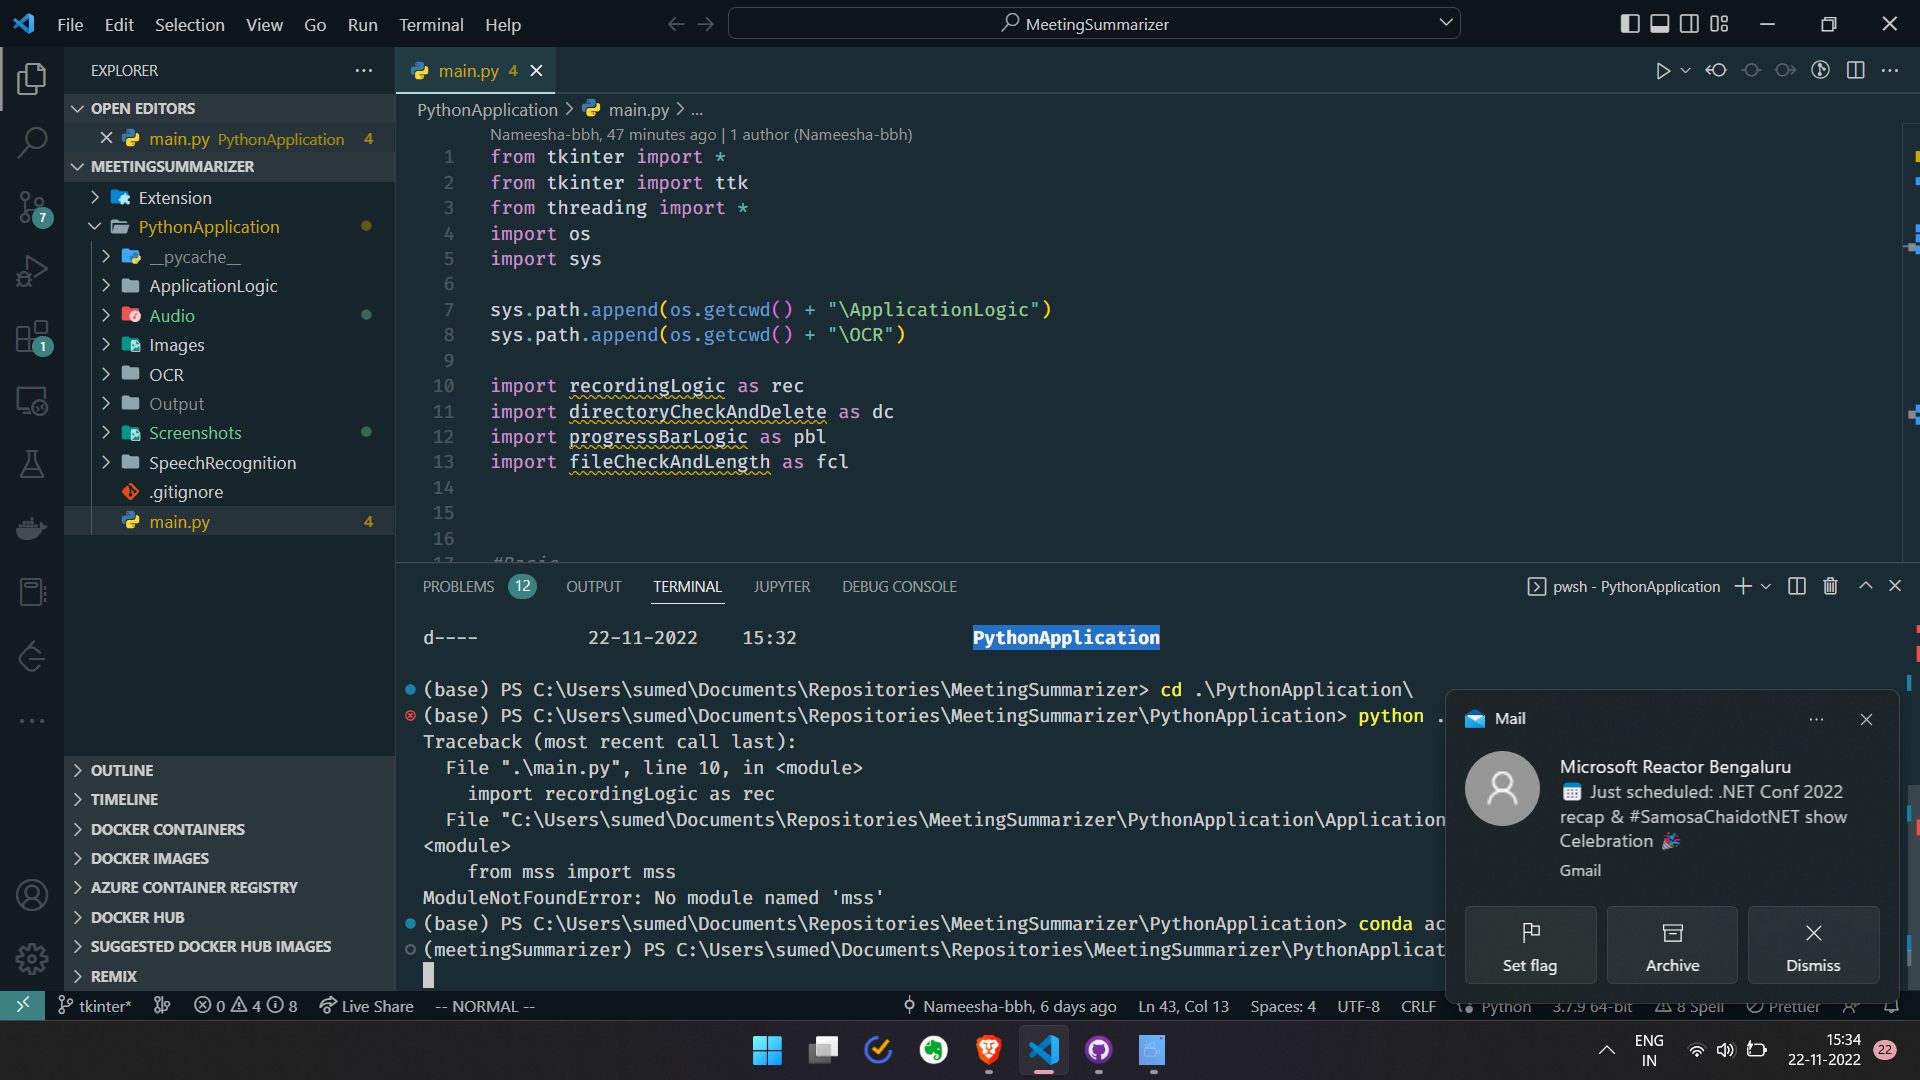 File Edit Selection View Go Run Terminal Help
MeetingSummarizer
EXPLORER
OPEN EDITORS
main.py PythonApplication 4
MEETINGSUMMARIZER
Extension
PythonApplication
__pycache__
ApplicationLogic
Audio
Images
OCR
Output
Screenshots
SpeechRecognition
.gitignore
main.py 4
OUTLINE
TIMELINE
DOCKER CONTAINERS
DOCKER IMAGES
AZURE CONTAINER REGISTRY
DOCKER HUB
SUGGESTED DOCKER HUB IMAGES
REMIX
7
1
main.py 4
PythonApplication > main.py > ...
Nameesha-bbh, 47 minutes ago | 1 author (Nameesha-bbh)
1 from tkinter import *
2 from tkinter import ttk
3 from threading import *
4 import os
5 import sys
6
7 sys.path.append(os.getcwd() + "\ApplicationLogic")
8 sys.path.append(os.getcwd() + "\OCR")
9
10 import recordingLogic as rec
11 import directoryCheckAndDelete as dc
12 import progressBarLogic as pbl
13 import fileCheckAndLength as fcl
14
15
16
17 #Basic
PROBLEMS 12 OUTPUT TERMINAL JUPYTER DEBUG CONSOLE
pwsh - PythonApplication
d---- 22-11-2022 15:32 PythonApplication
(base) PS C:\Users\sumed\Documents\Repositories\MeetingSummarizer> cd .\PythonApplication\
(base) PS C:\Users\sumed\Documents\Repositories\MeetingSummarizer\PythonApplication> python .
Traceback (most recent call last):
File ".\main.py", line 10, in <module>
import recordingLogic as rec
File "C:\Users\sumed\Documents\Repositories\MeetingSummarizer\PythonApplication\Application
<module>
from mss import mss
ModuleNotFoundError: No module named 'mss'
(base) PS C:\Users\sumed\Documents\Repositories\MeetingSummarizer\PythonApplication> conda ac
(meetingSummarizer) PS C:\Users\sumed\Documents\Repositories\MeetingSummarizer\PythonApplicat
Mail
Microsoft Reactor Bengaluru
Just scheduled: .NET Conf 2022
recap & #SamosaChaidotNET show
Celebration
Gmail
Set flag Archive Dismiss
tkinter* 0 4 8 Live Share -- NORMAL -- Nameesha-bbh, 6 days ago Ln 43, Col 13 Spaces: 4 UTF-8 CRLF Python 3.7.9 64-bit 8 Spell Prettier
ENG
IN
15:34
22-11-2022
22